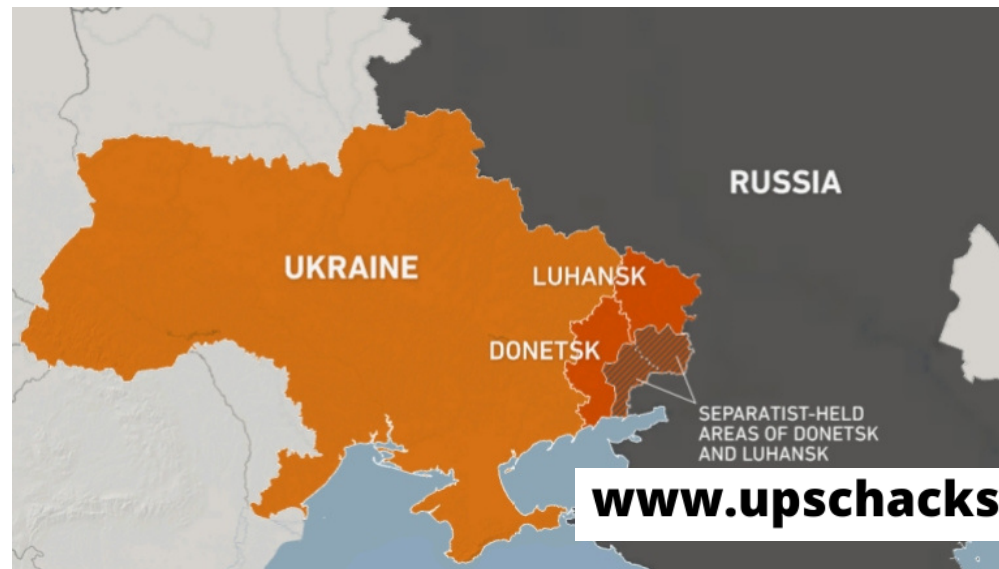 RUSSIA
UKRAINE
LUHANSK
DONETSK
SEPARATIST-HELD
AREAS OF DONETSK
AND LUHANSK
www.upschacks